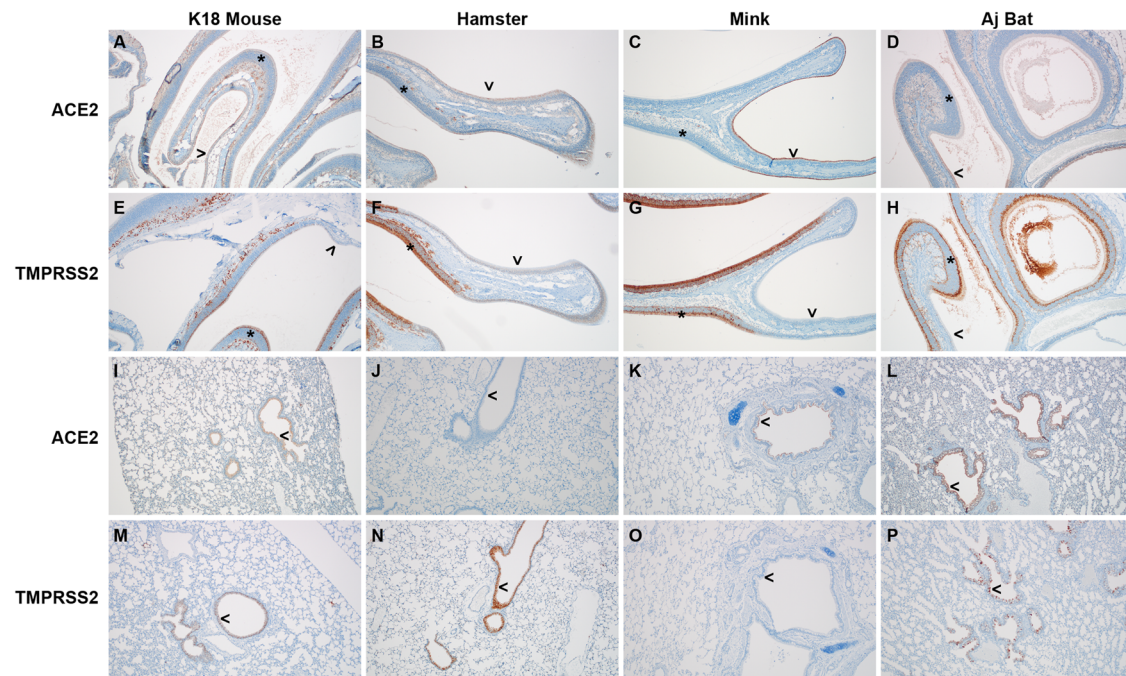 K18 Mouse Hamster Mink Aj Bat
ACE2 A * > B * > C * > D * <
TMPRSS2 E * > F * > G * > H * <
ACE2 I < J < K < L <
TMPRSS2 M < N < O < P <